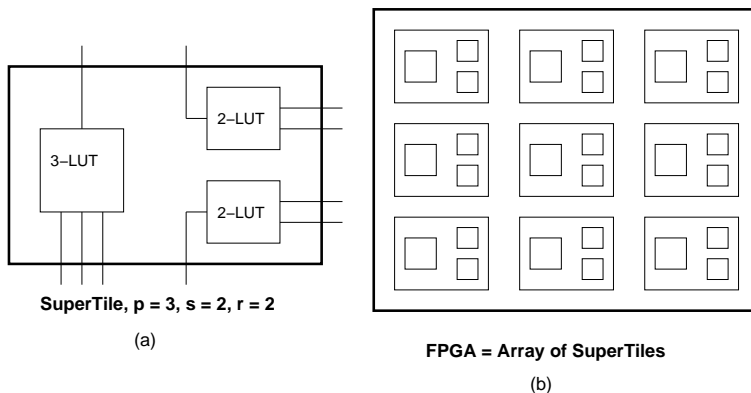 2−LUT
3−LUT
2−LUT
SuperTile, p = 3, s = 2, r = 2
(a)
FPGA = Array of SuperTiles
(b)